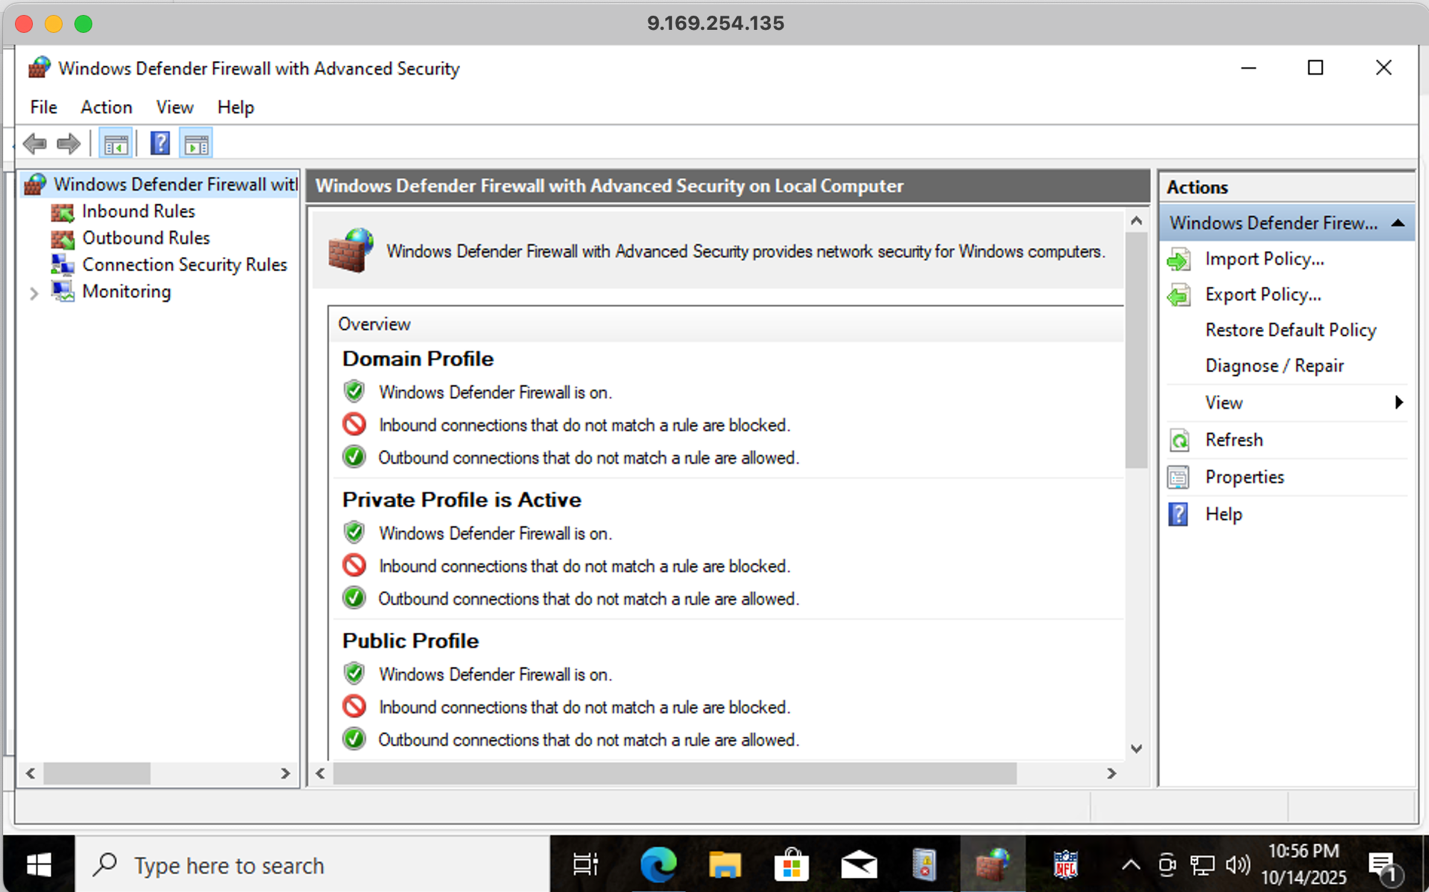 9.169.254.135
Windows Defender Firewall with Advanced Security
File Action View Help
Windows Defender Firewall with
Inbound Rules
Outbound Rules
Connection Security Rules
Monitoring
Windows Defender Firewall with Advanced Security on Local Computer
Windows Defender Firewall with Advanced Security provides network security for Windows computers.
Overview
Domain Profile
Windows Defender Firewall is on.
Inbound connections that do not match a rule are blocked.
Outbound connections that do not match a rule are allowed.
Private Profile is Active
Windows Defender Firewall is on.
Inbound connections that do not match a rule are blocked.
Outbound connections that do not match a rule are allowed.
Public Profile
Windows Defender Firewall is on.
Inbound connections that do not match a rule are blocked.
Outbound connections that do not match a rule are allowed.
Actions
Windows Defender Firew...
Import Policy...
Export Policy...
Restore Default Policy
Diagnose / Repair
View
Refresh
Properties
Help
Type here to search
NFL
10:56 PM
10/14/2025
1